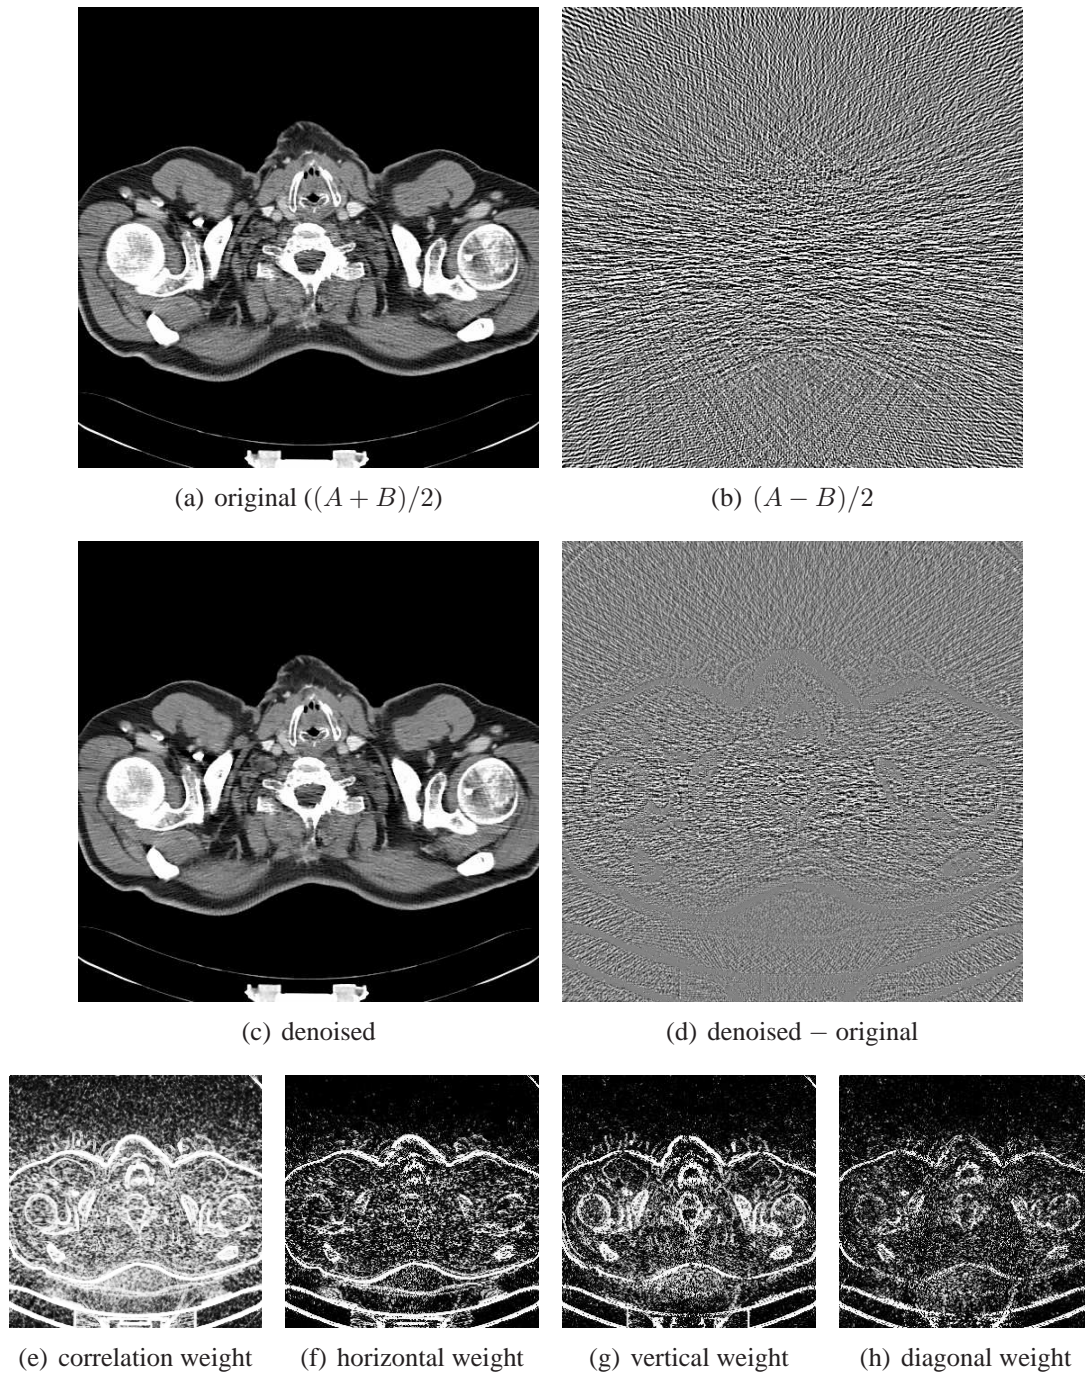 (a) original ((A + B)/2)
(b) (A − B)/2
(c) denoised
(d) denoised − original
(e) correlation weight
(f) horizontal weight
(g) vertical weight
(h) diagonal weight